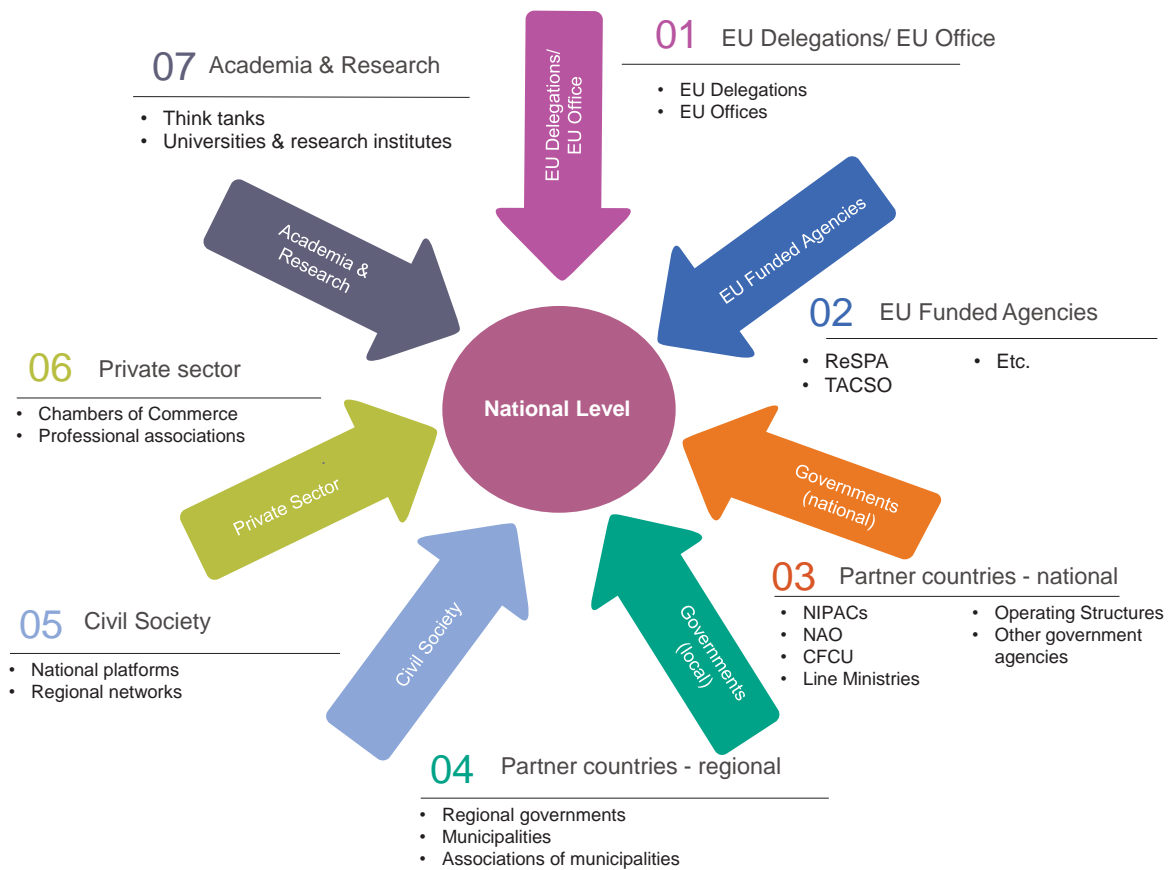 01 EU Delegations/ EU Office
• EU Delegations
• EU Offices
07 Academia & Research
• Think tanks
• Universities & research institutes
EU Delegations/
EU Office
EU Funded Agencies
Academia &
Research
02 EU Funded Agencies
• ReSPA
• TACSO
• Etc.
06 Private sector
• Chambers of Commerce
• Professional associations
National Level
Private Sector
Governments
(national)
03 Partner countries - national
• NIPACs
• NAO
• CFCU
• Line Ministries
• Operating Structures
• Other government
agencies
05 Civil Society
• National platforms
• Regional networks
Civil Society
Governments
(local)
04 Partner countries - regional
• Regional governments
• Municipalities
• Associations of municipalities